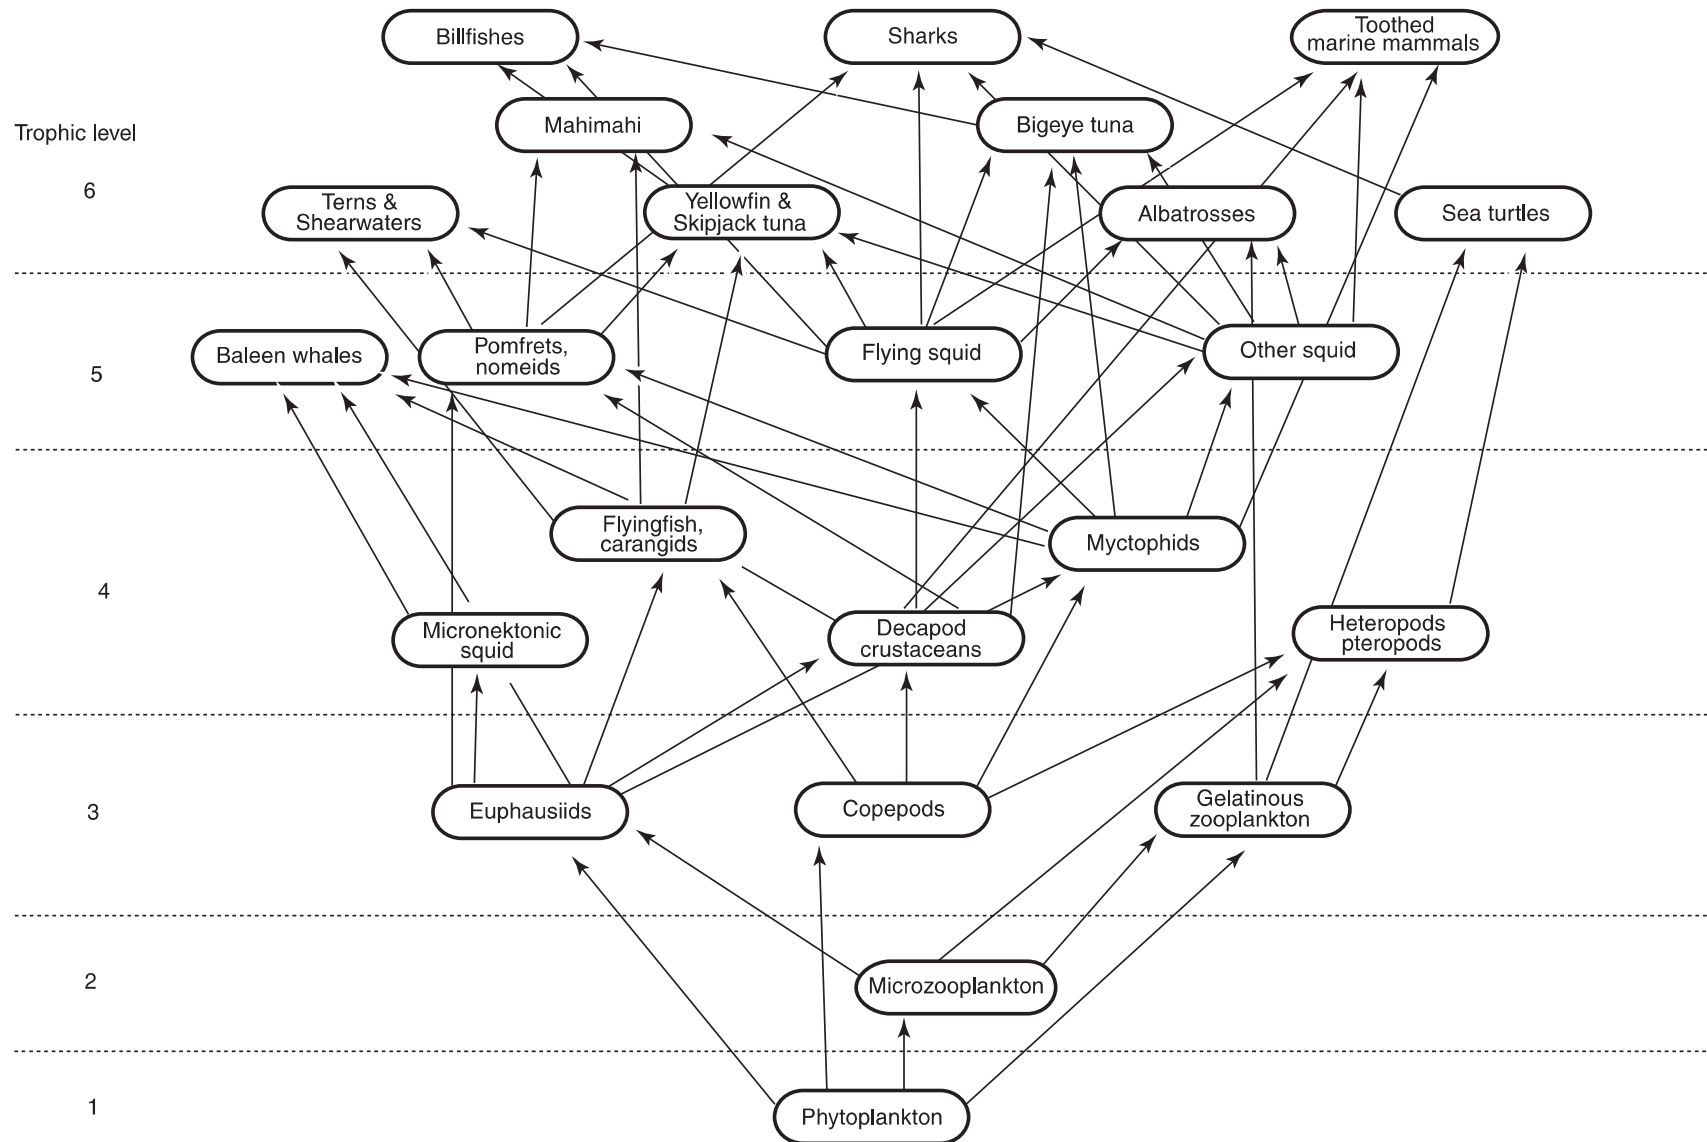 Billfishes
Sharks
Toothed
marine mammals
Mahimahi
Bigeye tuna
Trophic level
6
Terns &
Shearwaters
Yellowfin &
Skipjack tuna
Albatrosses
Sea turtles
Baleen whales
Pomfrets,
nomeids
Flying squid
Other squid
5
Flyingfish,
carangids
Myctophids
4
Micronektonic
squid
Decapod
crustaceans
Heteropods
pteropods
3
Euphausiids
Copepods
Gelatinous
zooplankton
2
Microzooplankton
1
Phytoplankton